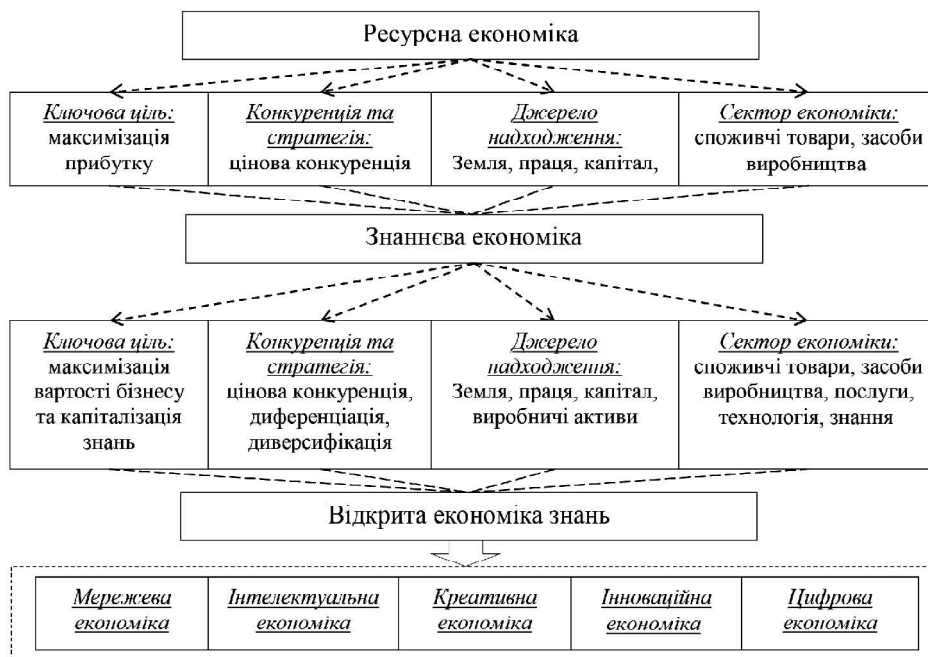 Ресурсна економіка
Ключова ціль:
максимізація
прибутку
Конкуренція та
стратегія:
цінова конкуренція
Джерело
надходження:
Земля, праця, капітал,
Сектор економіки:
споживчі товари, засоби
виробництва
Знаннєва економіка
Ключова ціль:
максимізація
вартості бізнесу
та капіталізація
знань
Конкуренція та
стратегія:
цінова конкуренція,
диференціація,
диверсифікація
Джерело
надходження:
Земля, праця, капітал,
виробничі активи
Сектор економіки:
споживчі товари, засоби
виробництва, послуги,
технологія, знання
Відкрита економіка знань
Мережева
економіка
Інтелектуальна
економіка
Креативна
економіка
Інноваційна
економіка
Цифрова
економіка